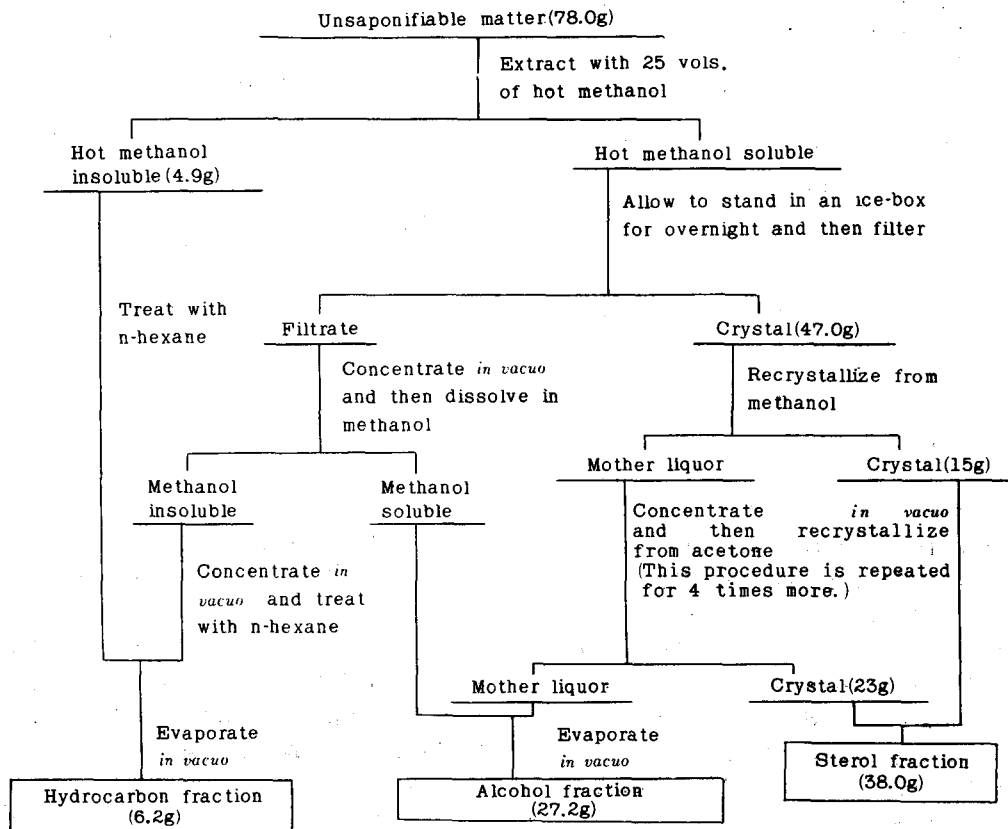 Unsaponifiable matter(78.0g)
Extract with 25 vols.
of hot methanol
Hot methanol
insoluble(4.9g)
Hot methanol soluble
Allow to stand in an ice-box
for overnight and then filter
Treat with
n-hexane
Filtrate
Crystal(47.0g)
Concentrate in vacuo
and then dissolve in
methanol
Recrystallize from
methanol
Mother liquor
Crystal(15g)
Methanol
insoluble
Methanol
soluble
Concentrate in vacuo
and then recrystallize
from acetone
(This procedure is repeated
for 4 times more.)
Concentrate in
vacuo and treat
with n-hexane
Mother liquor
Crystal(23g)
Evaporate
in vacuo
Evaporate
in vacuo
Hydrocarbon fraction
(6.2g)
Alcohol fraction
(27.2g)
Sterol fraction
(38.0g)